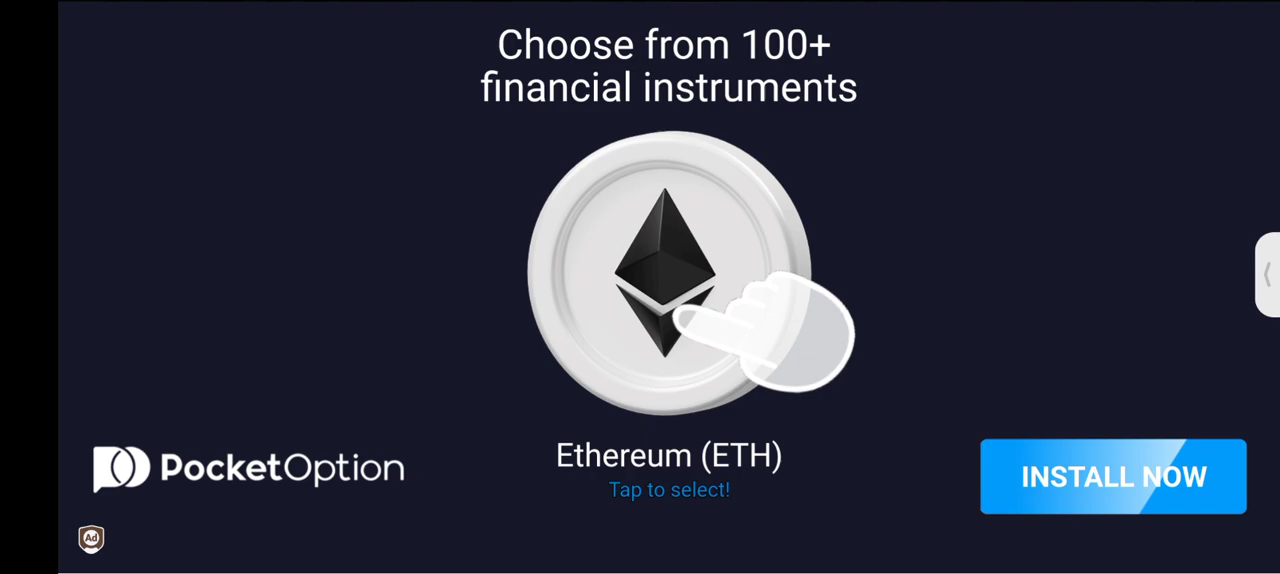 Choose from 100+
financial instruments
Ethereum (ETH)
Tap to select!
PocketOption
INSTALL NOW
Ad